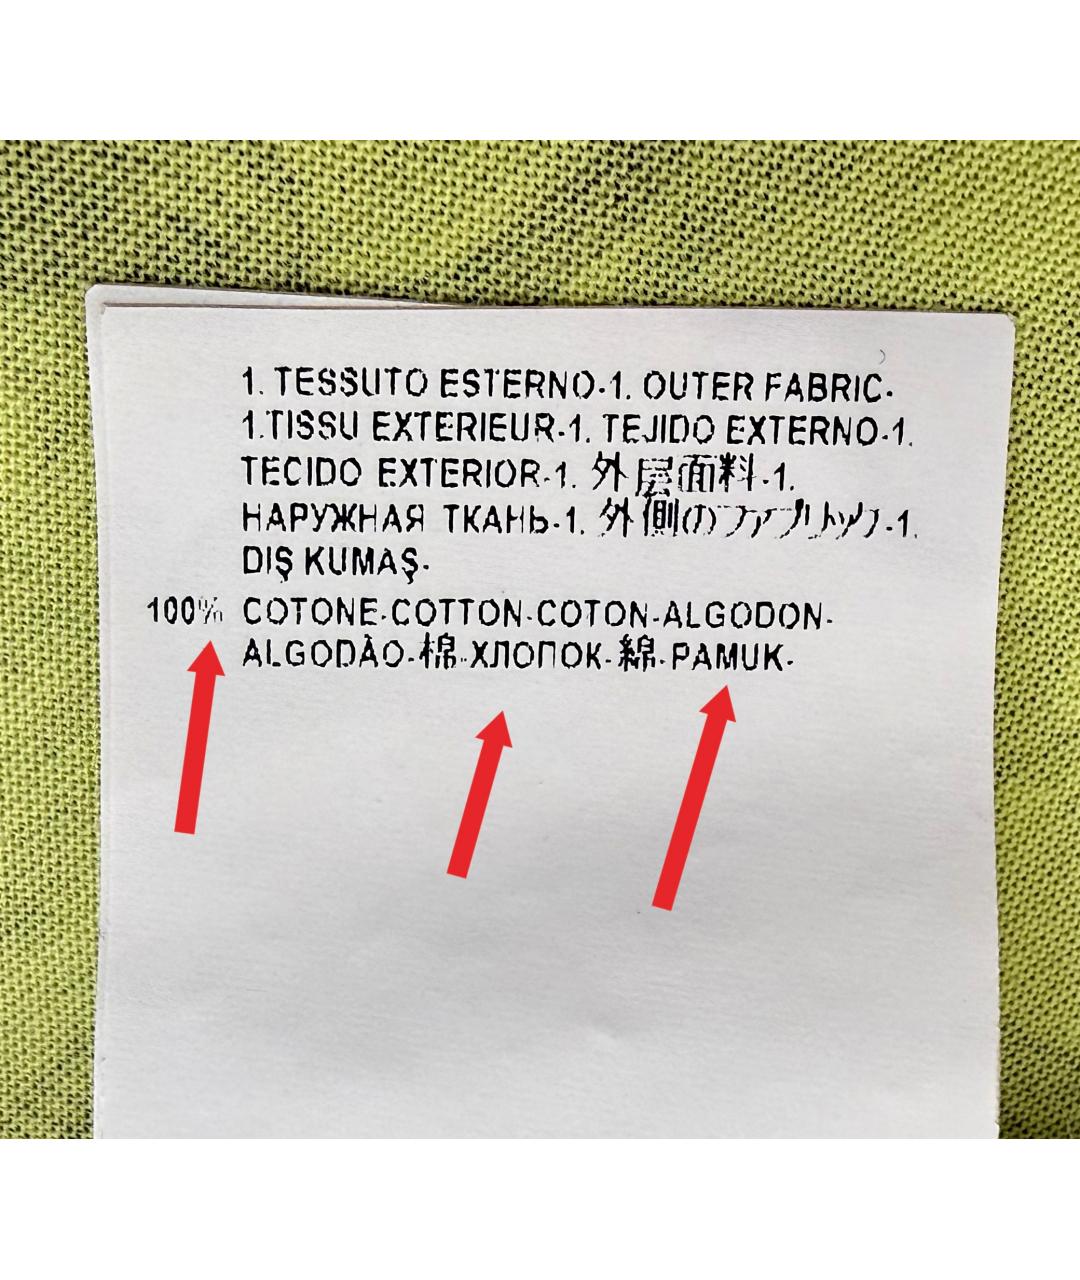 1. TESSUTO ESTERNO-1. OUTER FABRIC-
1.TISSU EXTERIEUR-1. TEJIDO EXTERNO-1.
TECIDO EXTERIOR-1. 外层面料-1.
НАРУЖНАЯ ТКАНЬ-1. 外側のファブリック-1.
DIŞ KUMAŞ-
100% COTONE-COTTON-COTON-ALGODON-
ALGODÃO-棉-ХЛОПОК-綿-PAMUK-